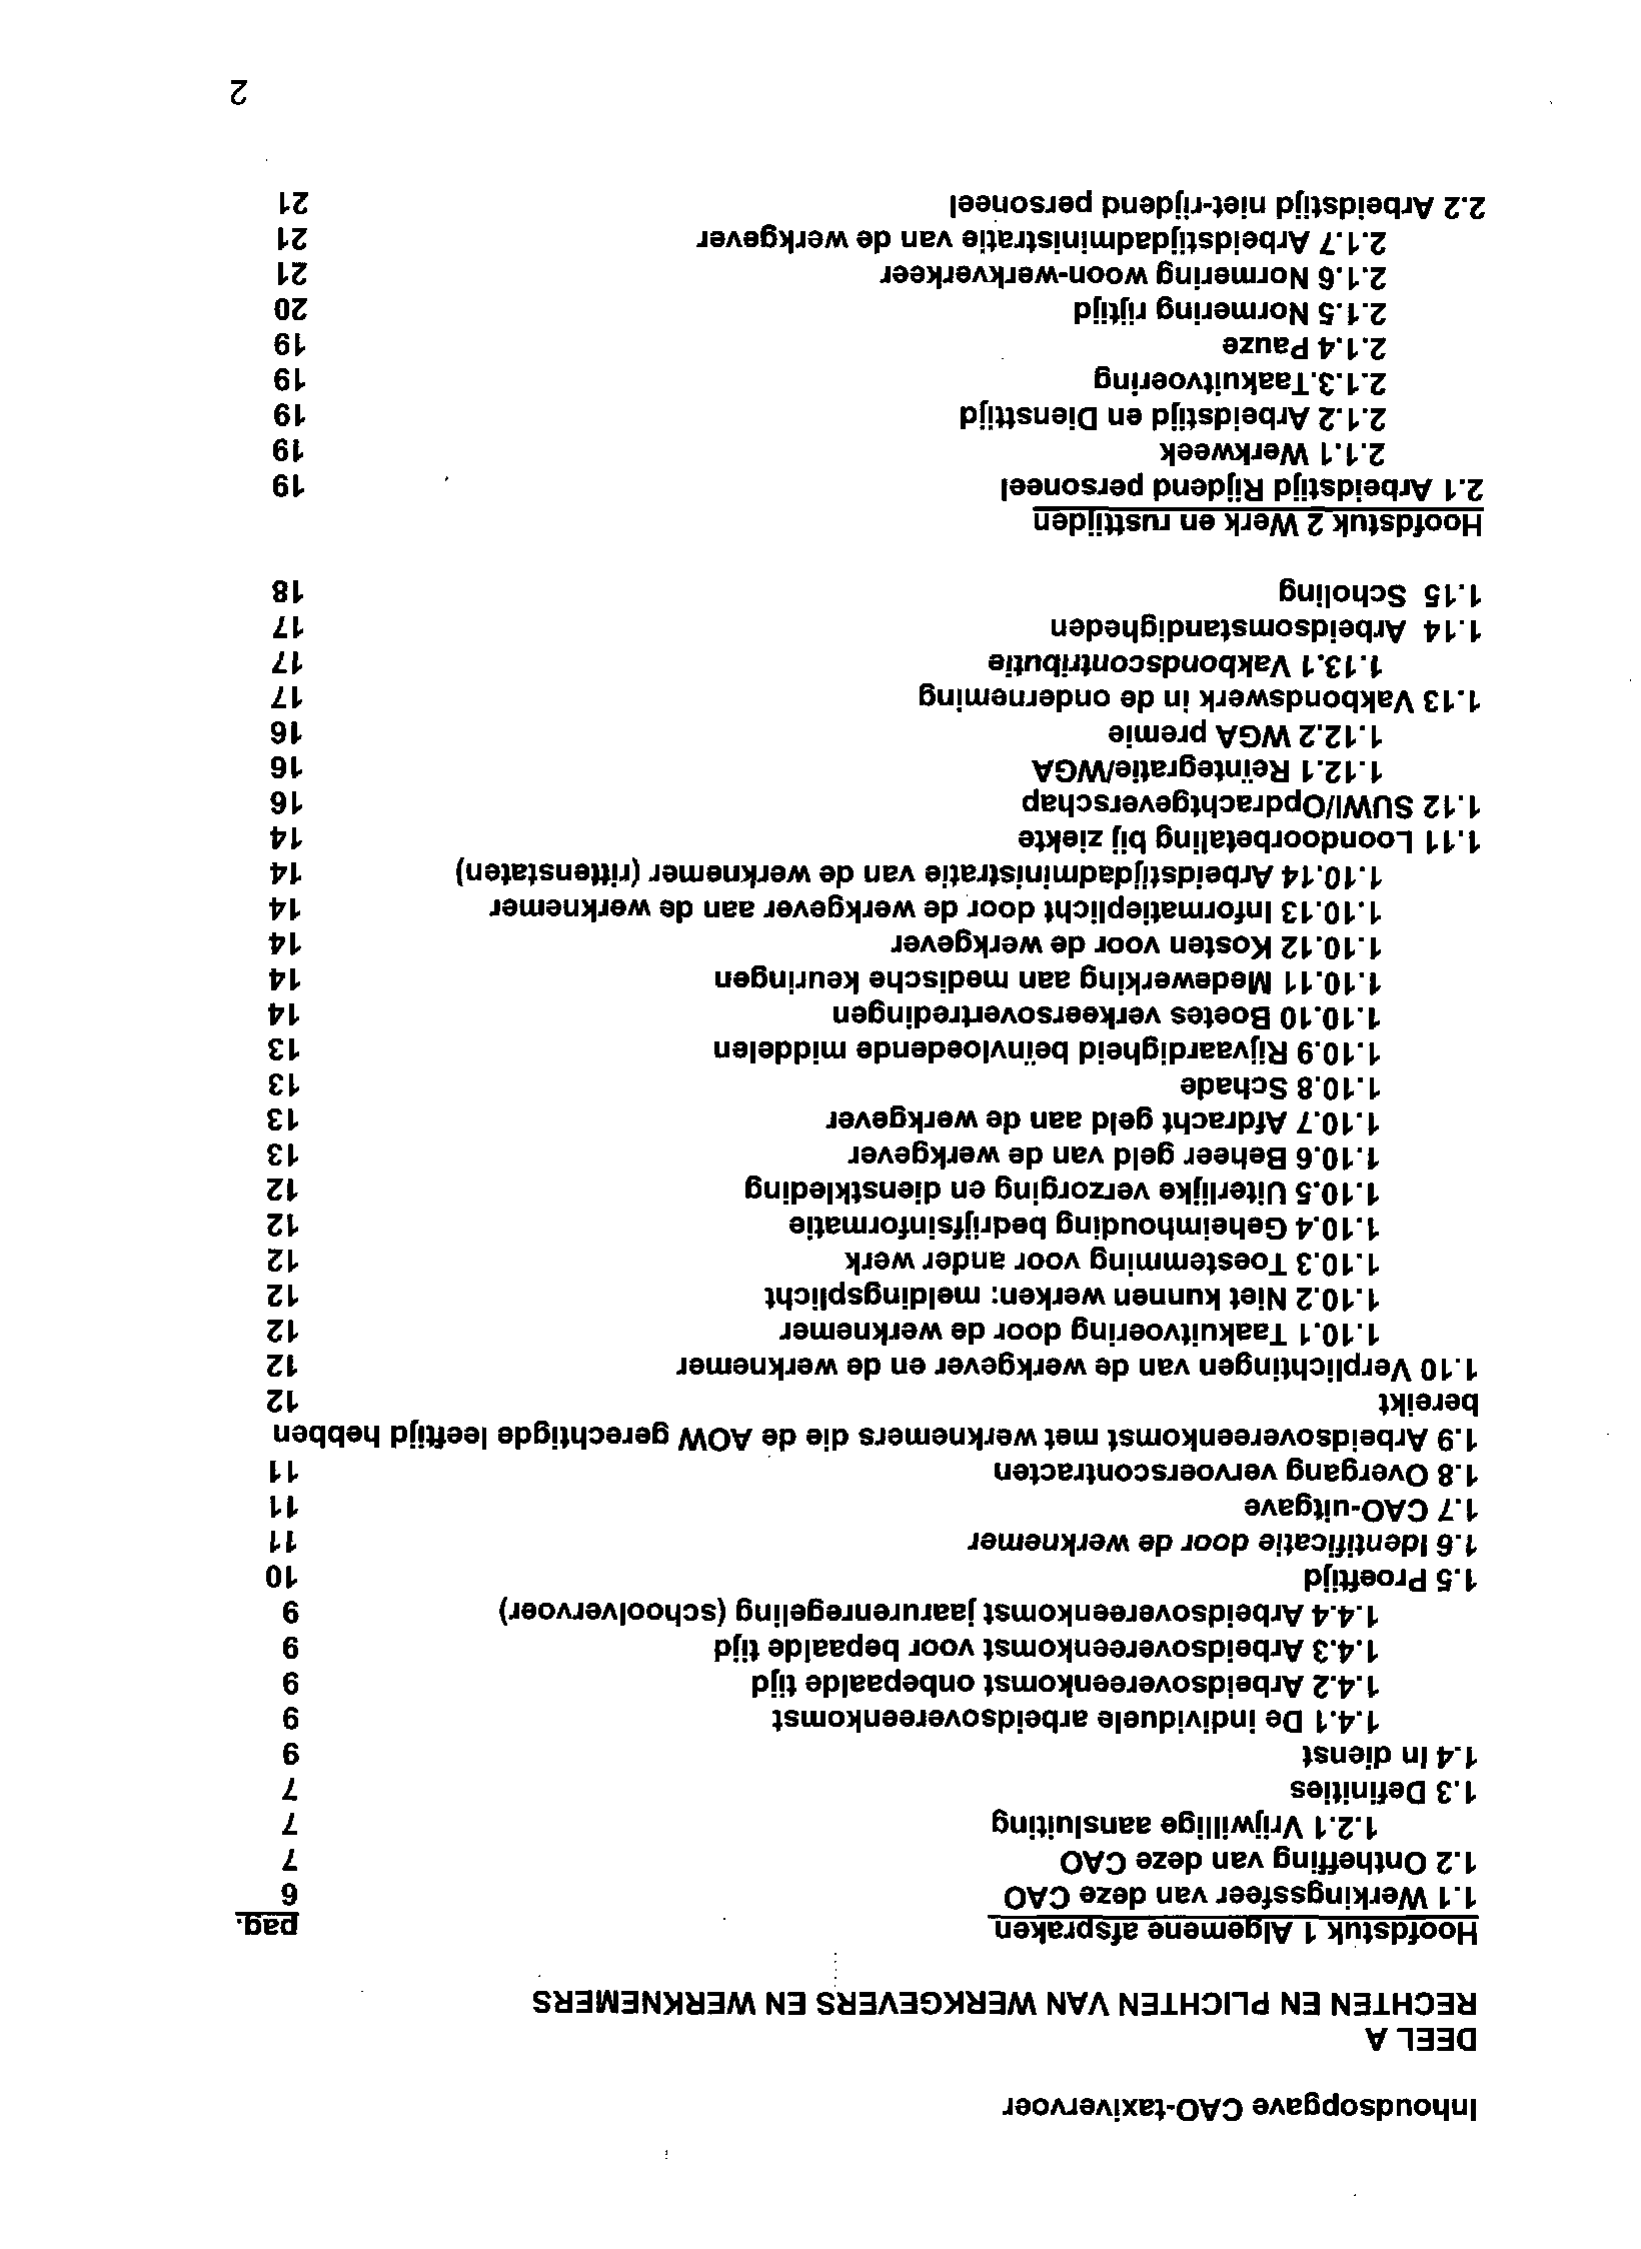 Inhoudsopgave CAO-taxivervoer
DEEL A
RECHTEN EN PLICHTEN VAN WERKGEVERS EN WERKNEMERS
Hoofdstuk 1 Algemene afspraken pag.
1.1 Werkingssfeer van deze CAO 6
1.2 Ontheffing van deze CAO 7
1.2.1 Vrijwillige aansluiting 7
1.3 Definities 7
1.4 In dienst 9
1.4.1 De individuele arbeidsovereenkomst 9
1.4.2 Arbeidsovereenkomst onbepaalde tijd 9
1.4.3 Arbeidsovereenkomst voor bepaalde tijd 9
1.4.4 Arbeidsovereenkomst jaarurenregeling (schoolvervoer) 9
1.5 Proeftijd 10
1.6 Identificatie door de werknemer 11
1.7 CAO-uitgave 11
1.8 Overgang vervoerscontracten 11
1.9 Arbeidsovereenkomst met werknemers die de AOW gerechtigde leeftijd hebben
bereikt 12
1.10 Verplichtingen van de werkgever en de werknemer 12
1.10.1 Taakuitvoering door de werknemer 12
1.10.2 Niet kunnen werken: meldingsplicht 12
1.10.3 Toestemming voor ander werk 12
1.10.4 Geheimhouding bedrijfsinformatie 12
1.10.5 Uiterlijke verzorging en dienstkleding 12
1.10.6 Beheer geld van de werkgever 13
1.10.7 Afdracht geld aan de werkgever 13
1.10.8 Schade 13
1.10.9 Rijvaardigheid beïnvloedende middelen 13
1.10.10 Boetes verkeersovertredingen 14
1.10.11 Medewerking aan medische keuringen 14
1.10.12 Kosten voor de werkgever 14
1.10.13 Informatieplicht door de werkgever aan de werknemer 14
1.10.14 Arbeidstijdadministratie van de werknemer (rittenstaten) 14
1.11 Loondoorbetaling bij ziekte 14
1.12 SUWI/Opdrachtgeverschap 16
1.12.1 Reïntegratie/WGA 16
1.12.2 WGA premie 16
1.13 Vakbondswerk in de onderneming 17
1.13.1 Vakbondscontributie 17
1.14 Arbeidsomstandigheden 17
1.15 Scholing 18
Hoofdstuk 2 Werk en rusttijden
2.1 Arbeidstijd Rijdend personeel 19
2.1.1 Werkweek 19
2.1.2 Arbeidstijd en Diensttijd 19
2.1.3.Taakuitvoering 19
2.1.4 Pauze 19
2.1.5 Normering rijtijd 20
2.1.6 Normering woon-werkverkeer 21
2.1.7 Arbeidstijdadministratie van de werkgever 21
2.2 Arbeidstijd niet-rijdend personeel 21
2